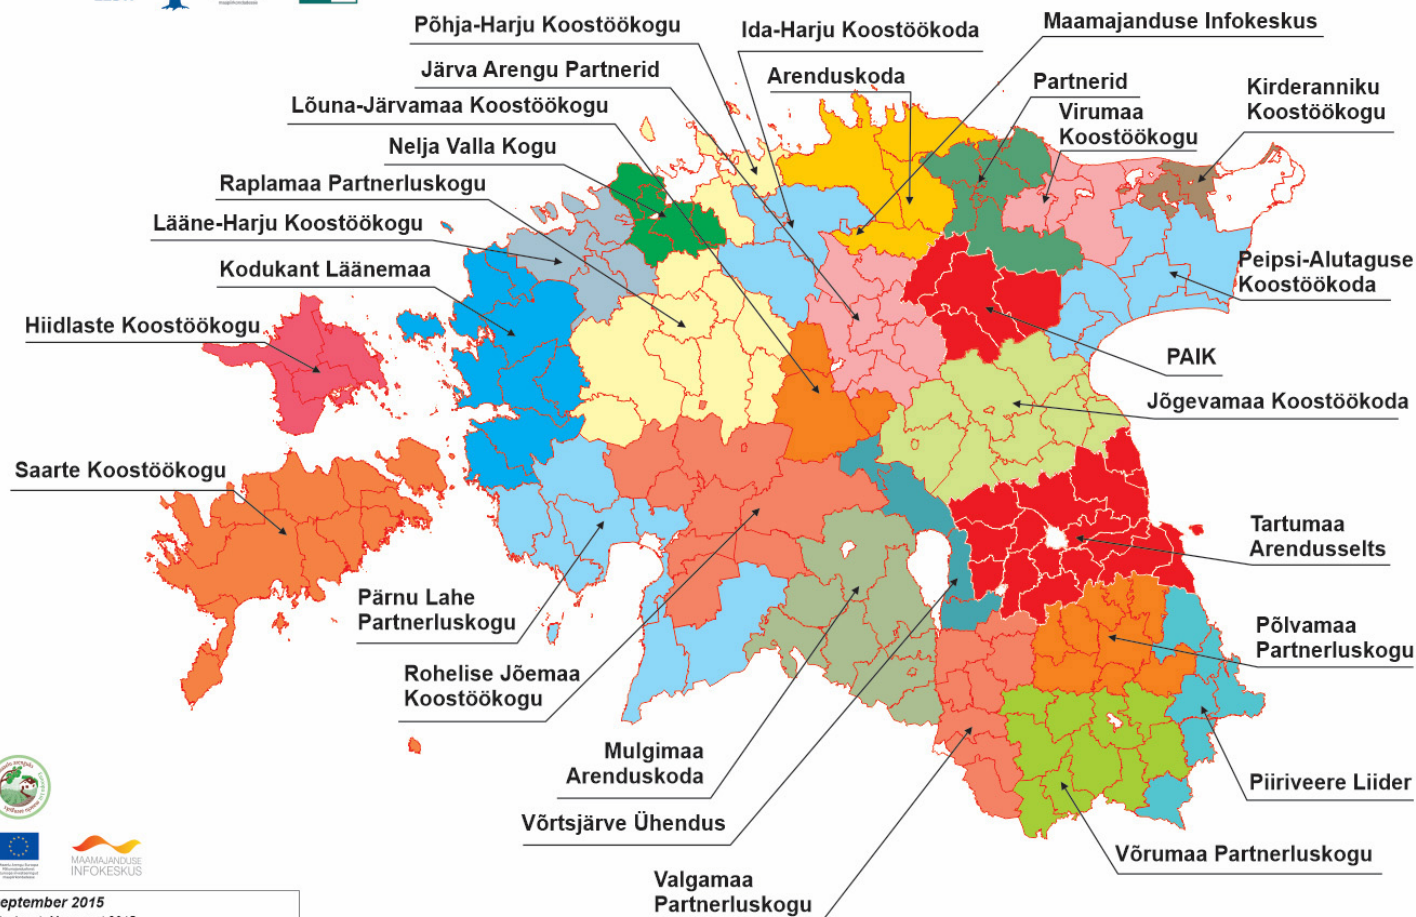 Põhja-Harju Koostöökogu
Ida-Harju Koostöökoda
Maamajanduse Infokeskus
Järva Arengu Partnerid
Arenduskoda
Partnerid
Kirderanniku
Koostöökogu
Lõuna-Järvamaa Koostöökogu
Virumaa
Koostöökogu
Nelja Valla Kogu
Raplamaa Partnerluskogu
Lääne-Harju Koostöökogu
Kodukant Läänemaa
Peipsi-Alutaguse
Koostöökoda
Hiidlaste Koostöökogu
PAIK
Jõgevamaa Koostöökoda
Saarte Koostöökogu
Tartumaa
Arendusselts
Pärnu Lahe
Partnerluskogu
Põlvamaa
Partnerluskogu
Rohelise Jõemaa
Koostöökogu
Mulgimaa
Arenduskoda
Piiriveere Liider
Võrtsjärve Ühendus
Võrumaa Partnerluskogu
Valgamaa
Partnerluskogu
MAAMAJANDUSE
INFOKESKUS
eptember 2015